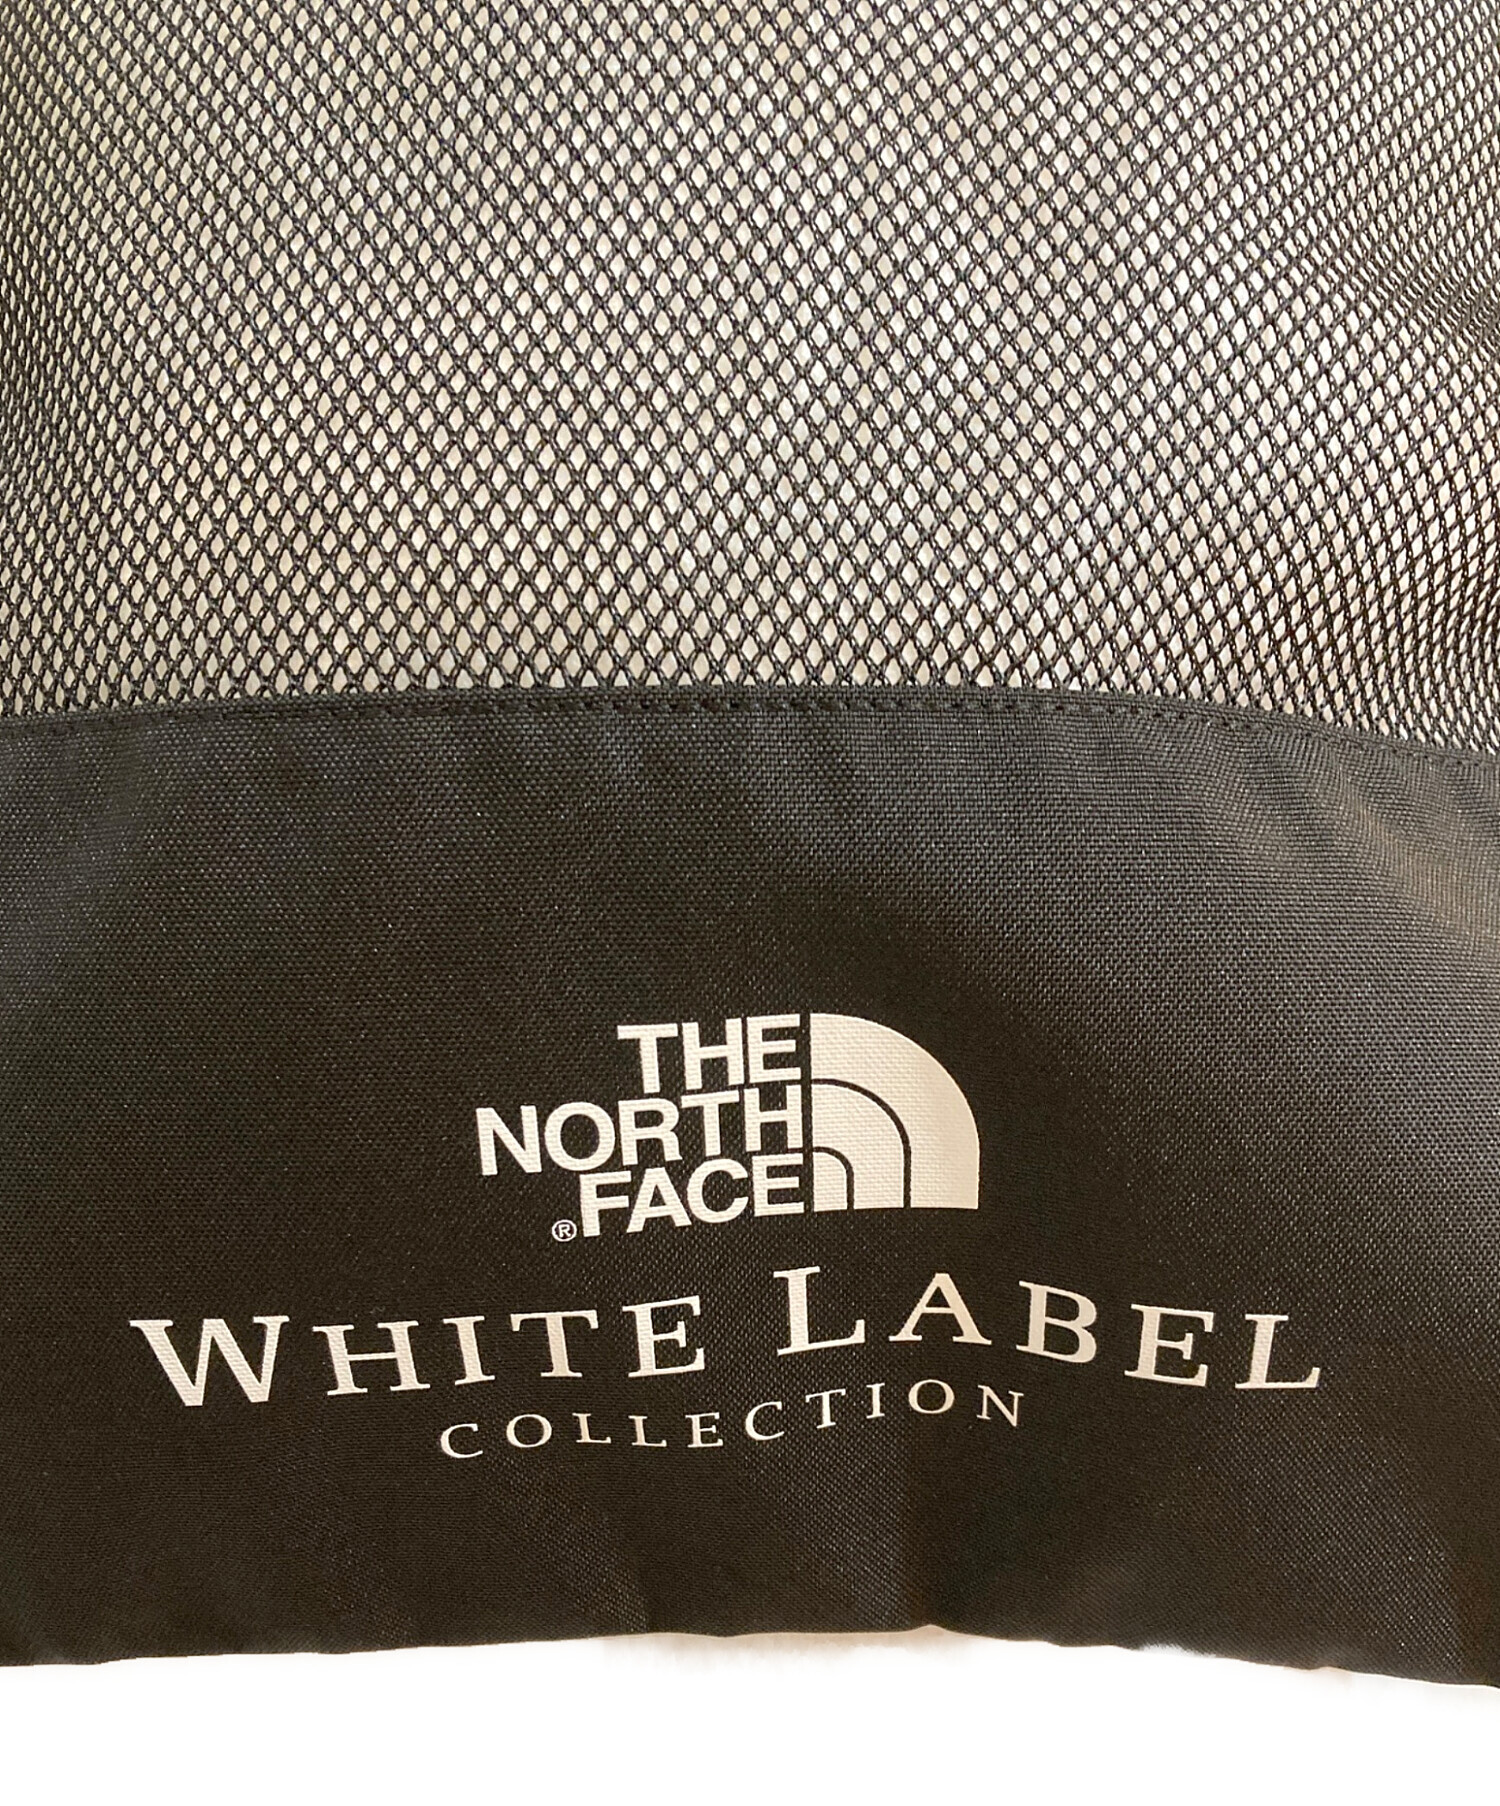 THE
NORTH
® FACE
WHITE LABEL
COLLECTION